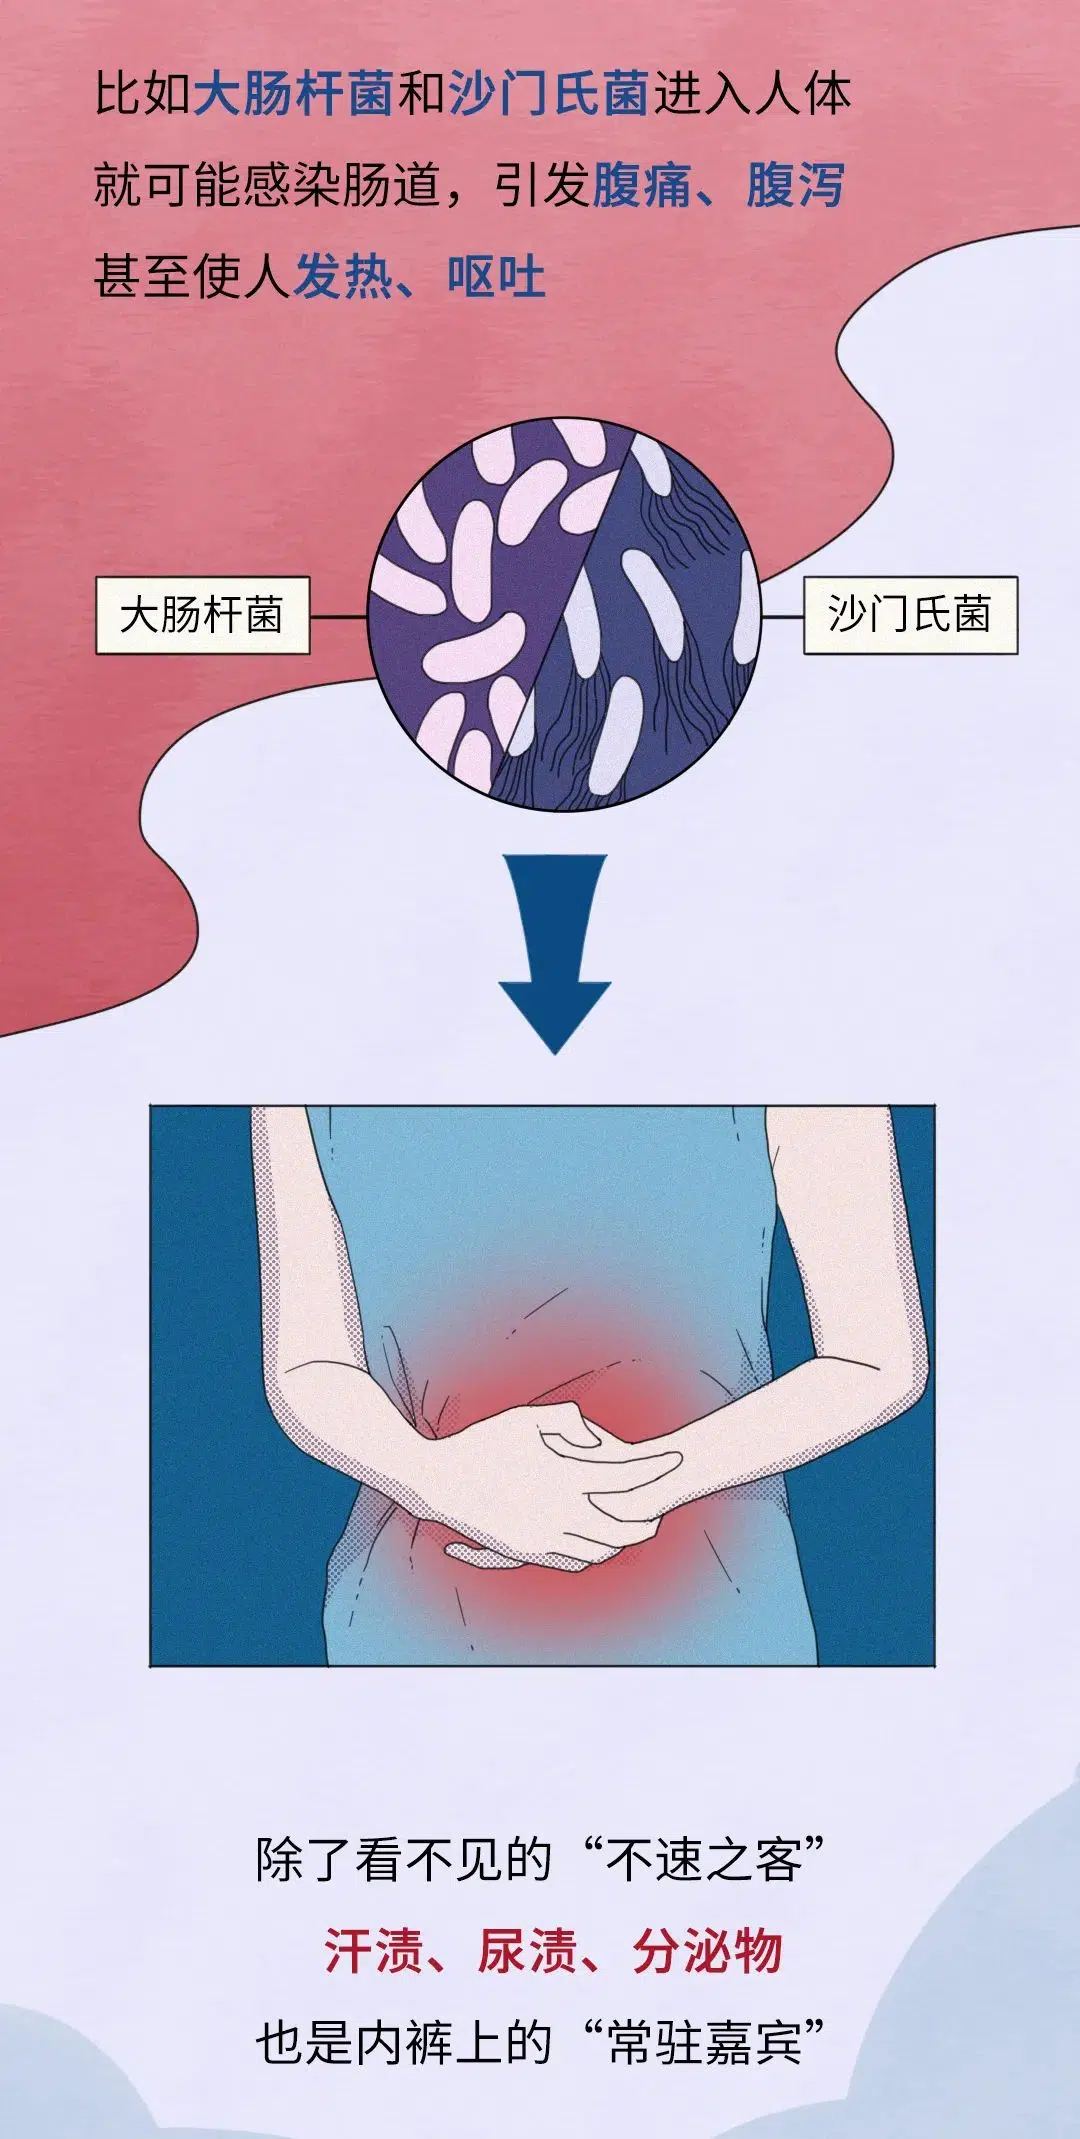 比如大肠杆菌和沙门氏菌进入人体
就可能感染肠道，引发腹痛、腹泻
甚至使人发热、呕吐
大肠杆菌
沙门氏菌
除了看不见的“不速之客”
汗渍、尿渍、分泌物
也是内裤上的“常驻嘉宾”